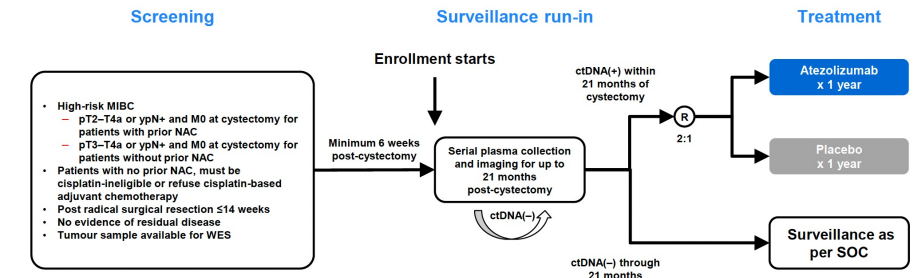 Screening
Surveillance run-in
Treatment
Enrollment starts
• High-risk MIBC
– pT2–T4a or ypN+ and M0 at cystectomy for
patients with prior NAC
– pT3–T4a or ypN+ and M0 at cystectomy for
patients without prior NAC
• Patients with no prior NAC, must be
cisplatin-ineligible or refuse cisplatin-based
adjuvant chemotherapy
• Post radical surgical resection ≤14 weeks
• No evidence of residual disease
• Tumour sample available for WES
Minimum 6 weeks
post-cystectomy
Serial plasma collection
and imaging for up to
21 months
post-cystectomy
ctDNA(–)
ctDNA(+) within
21 months of
cystectomy
R
2:1
Atezolizumab
x 1 year
Placebo
x 1 year
ctDNA(–) through
21 months
Surveillance as
per SOC